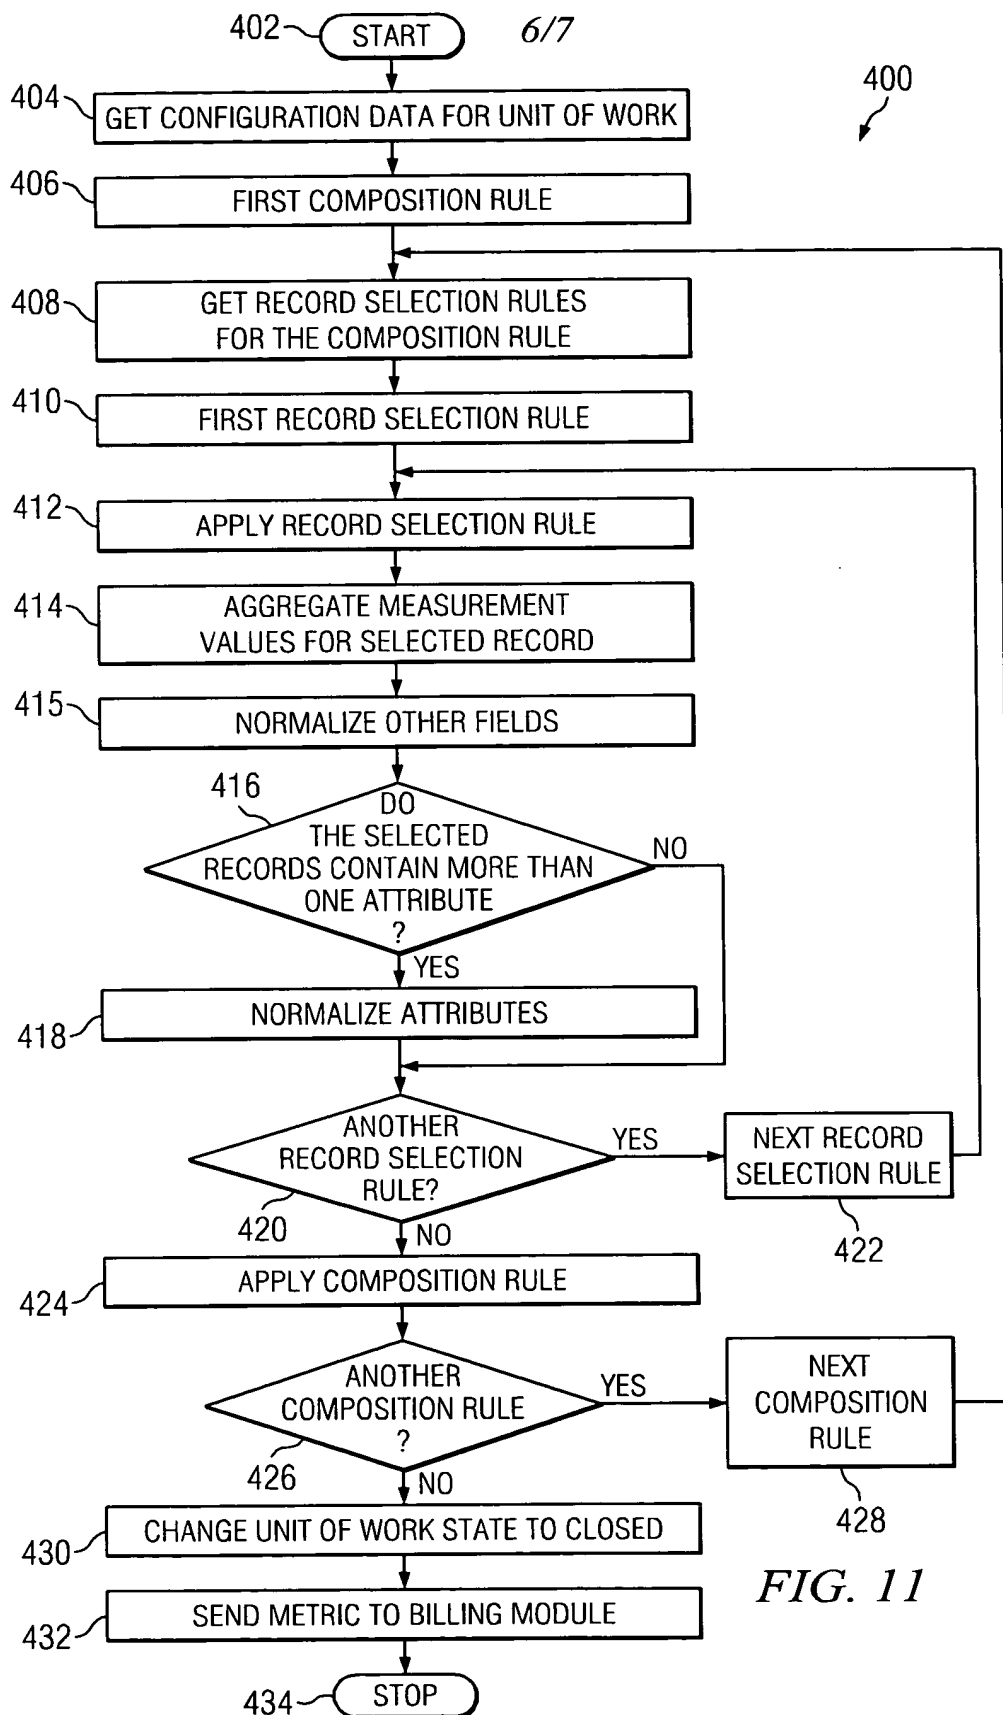 402
START
6/7
400
404
GET CONFIGURATION DATA FOR UNIT OF WORK
406
FIRST COMPOSITION RULE
408
GET RECORD SELECTION RULES
FOR THE COMPOSITION RULE
410
FIRST RECORD SELECTION RULE
412
APPLY RECORD SELECTION RULE
414
AGGREGATE MEASUREMENT
VALUES FOR SELECTED RECORD
415
NORMALIZE OTHER FIELDS
416
DO
THE SELECTED
RECORDS CONTAIN MORE THAN
ONE ATTRIBUTE
?
NO
YES
418
NORMALIZE ATTRIBUTES
420
ANOTHER
RECORD SELECTION
RULE?
YES
NEXT RECORD
SELECTION RULE
422
NO
424
APPLY COMPOSITION RULE
426
ANOTHER
COMPOSITION RULE
?
YES
NEXT
COMPOSITION
RULE
428
NO
430
CHANGE UNIT OF WORK STATE TO CLOSED
432
SEND METRIC TO BILLING MODULE
434
STOP
FIG. 11